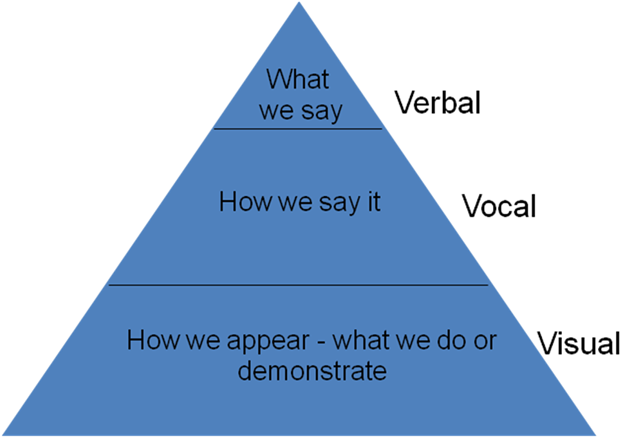 What
we say
Verbal
How we say it
Vocal
How we appear - what we do or
demonstrate
Visual